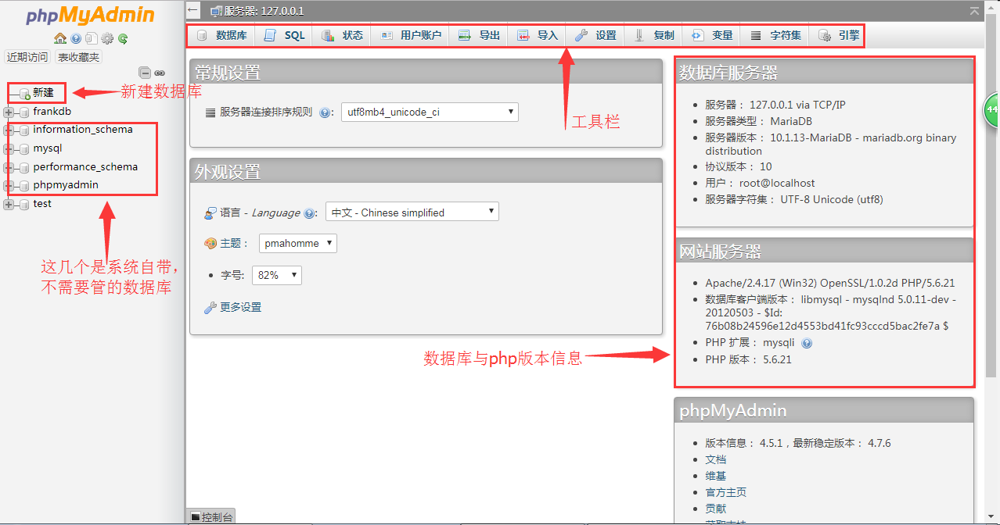 phpMyAdmin
近期访问 表收藏夹
新建
frankdb
information_schema
mysql
performance_schema
phpmyadmin
test
新建数据库
这几个是系统自带，
不需要管的数据库
服务器: 127.0.0.1
数据库 SQL 状态 用户账户 导出 导入 设置 复制 变量 字符集 引擎
工具栏
常规设置
服务器连接排序规则 : utf8mb4_unicode_ci
外观设置
语言 - Language : 中文 - Chinese simplified
主题： pmahomme
字号: 82%
更多设置
数据库与php版本信息
控制台
数据库服务器
服务器： 127.0.0.1 via TCP/IP
服务器类型： MariaDB
服务器版本： 10.1.13-MariaDB - mariadb.org binary
distribution
协议版本： 10
用户： root@localhost
服务器字符集： UTF-8 Unicode (utf8)
网站服务器
Apache/2.4.17 (Win32) OpenSSL/1.0.2d PHP/5.6.21
数据库客户端版本： libmysql - mysqlnd 5.0.11-dev -
20120503 - $Id:
76b08b24596e12d4553bd41fc93cccd5bac2fe7a $
PHP 扩展： mysqli
PHP 版本： 5.6.21
phpMyAdmin
版本信息： 4.5.1，最新稳定版本： 4.7.6
文档
维基
官方主页
贡献
44